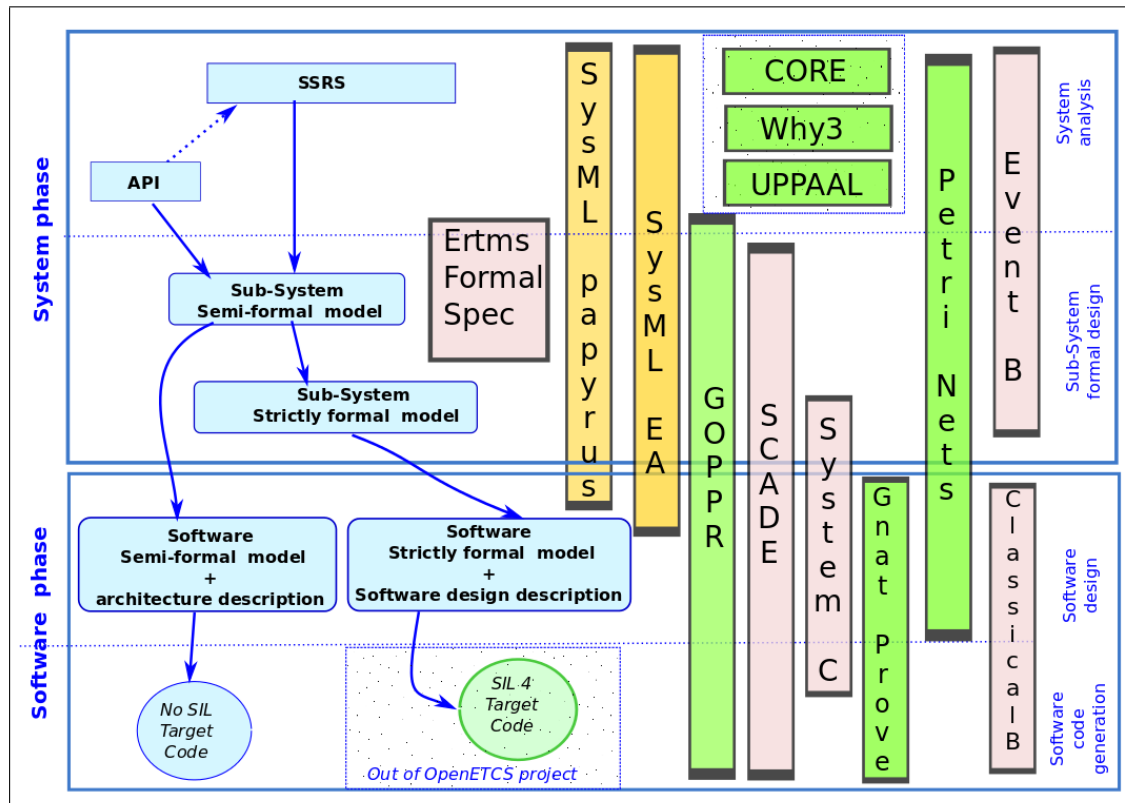 System phase
SSRS
API
Sub-System
Semi-formal model
Sub-System
Strictly formal model
Ertms
Formal
Spec
SysML papyrus
SysML EA
CORE
Why3
UPPAAL
GOPPR
SCADE
System C
Gnat Prove
Petri Nets
Event B
ClassicalB
System
analysis
Sub-System
formal design
Software phase
Software
Semi-formal model
+
architecture description
Software
Strictly formal model
+
Software design description
No SIL
Target
Code
SIL 4
Target
Code
Out of OpenETCS project
Software
design
Software
code
generation